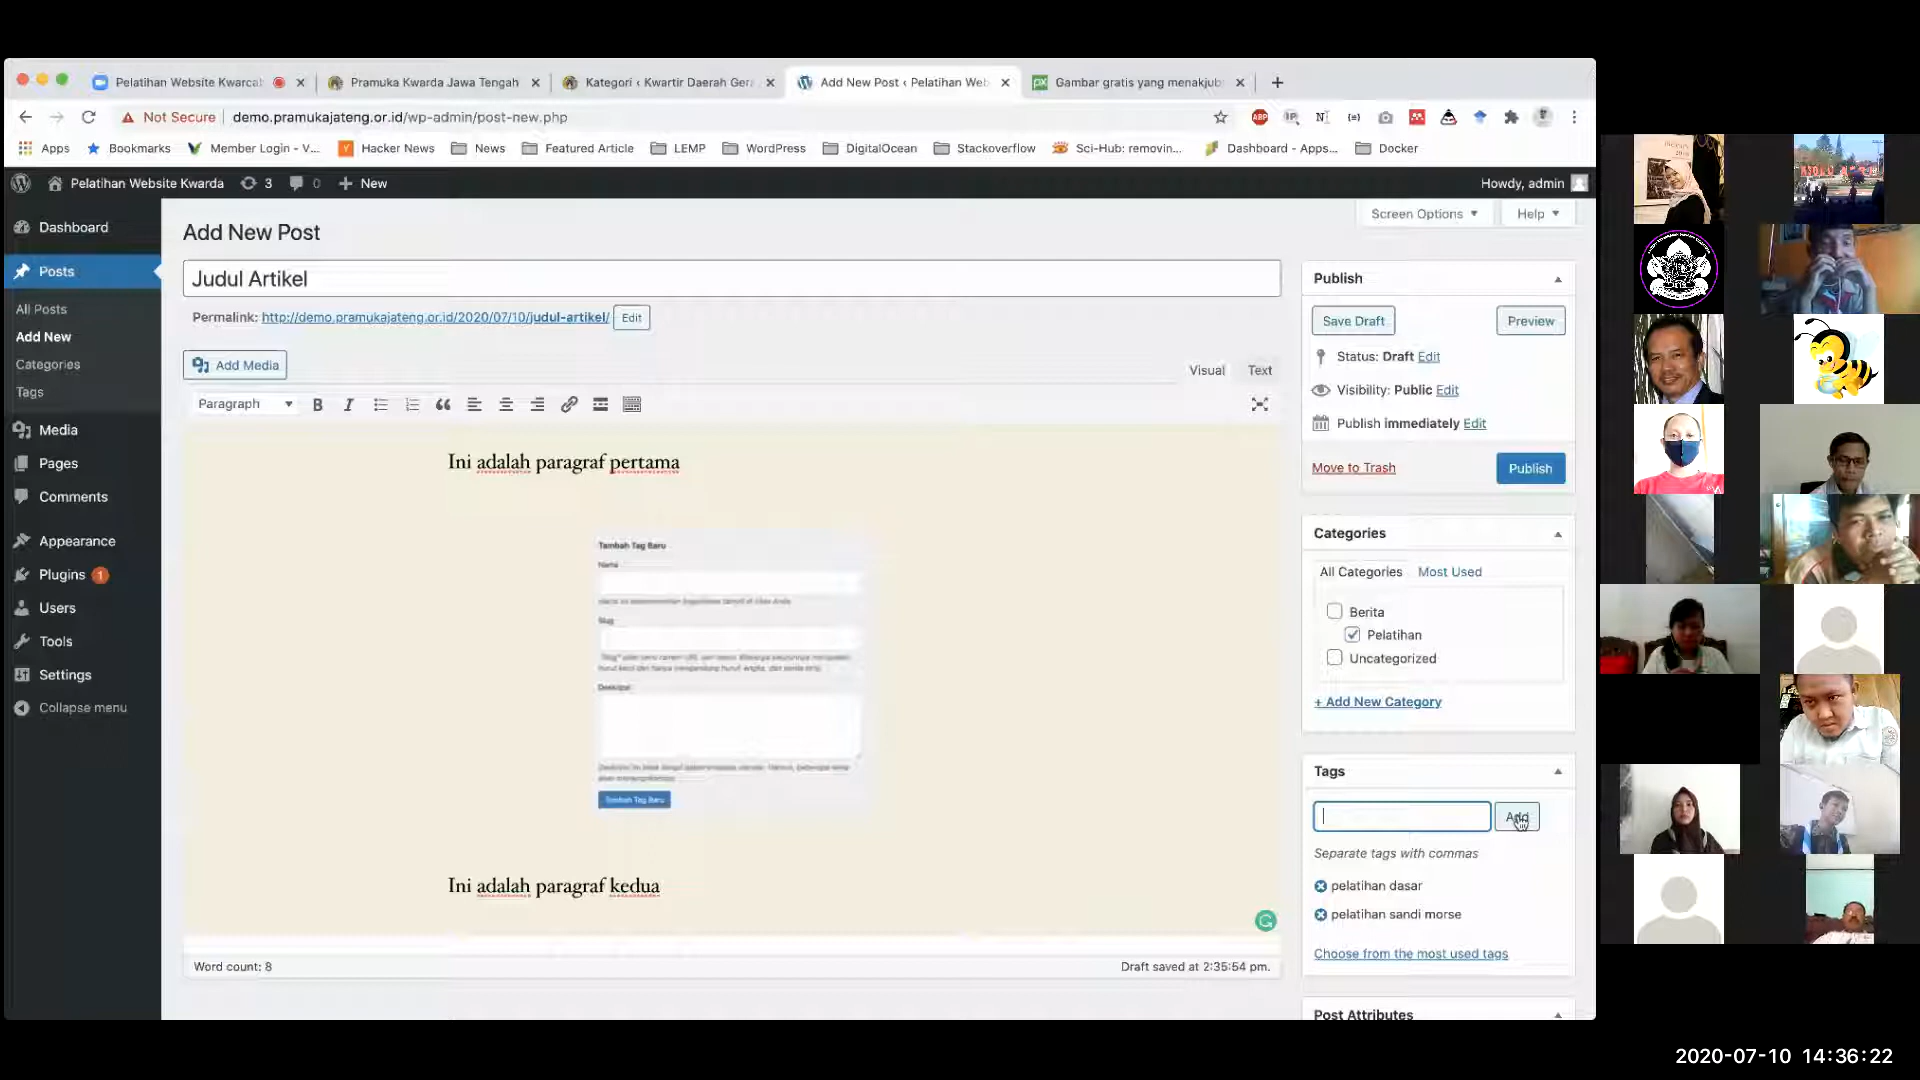 Pelatihan Website Kwarca
Pramuka Kwarda Jawa Tengah
Kategori ‹ Kwartir Daerah Ger
Add New Post ‹ Pelatihan Web
Gambar gratis yang menakjub
Not Secure
demo.pramukajateng.or.id/wp-admin/post-new.php
ABP
Apps
Bookmarks
Member Login - V...
Hacker News
News
Featured Article
LEMP
WordPress
DigitalOcean
Stackoverflow
Sci-Hub: removin...
Dashboard - Apps...
Docker
Pelatihan Website Kwarda
3
0
New
Howdy, admin
Dashboard
Posts
All Posts
Add New
Categories
Tags
Media
Pages
Comments
Appearance
Plugins 1
Users
Tools
Settings
Collapse menu
Screen Options
Help
Add New Post
Judul Artikel
Permalink: http://demo.pramukajateng.or.id/2020/07/10/judul-artikel/ Edit
Add Media
Visual
Text
Paragraph
Ini adalah paragraf pertama
Tambah Tag Baru
Name
Slug
Deskripsi
Tambah Tag Baru
Ini adalah paragraf kedua
Word count: 8
Draft saved at 2:35:54 pm.
Publish
Save Draft
Preview
Status: Draft Edit
Visibility: Public Edit
Publish immediately Edit
Move to Trash
Publish
Categories
All Categories
Most Used
Berita
Pelatihan
Uncategorized
+ Add New Category
Tags
Add
Separate tags with commas
pelatihan dasar
pelatihan sandi morse
Choose from the most used tags
Post Attributes
2020-07-10 14:36:22